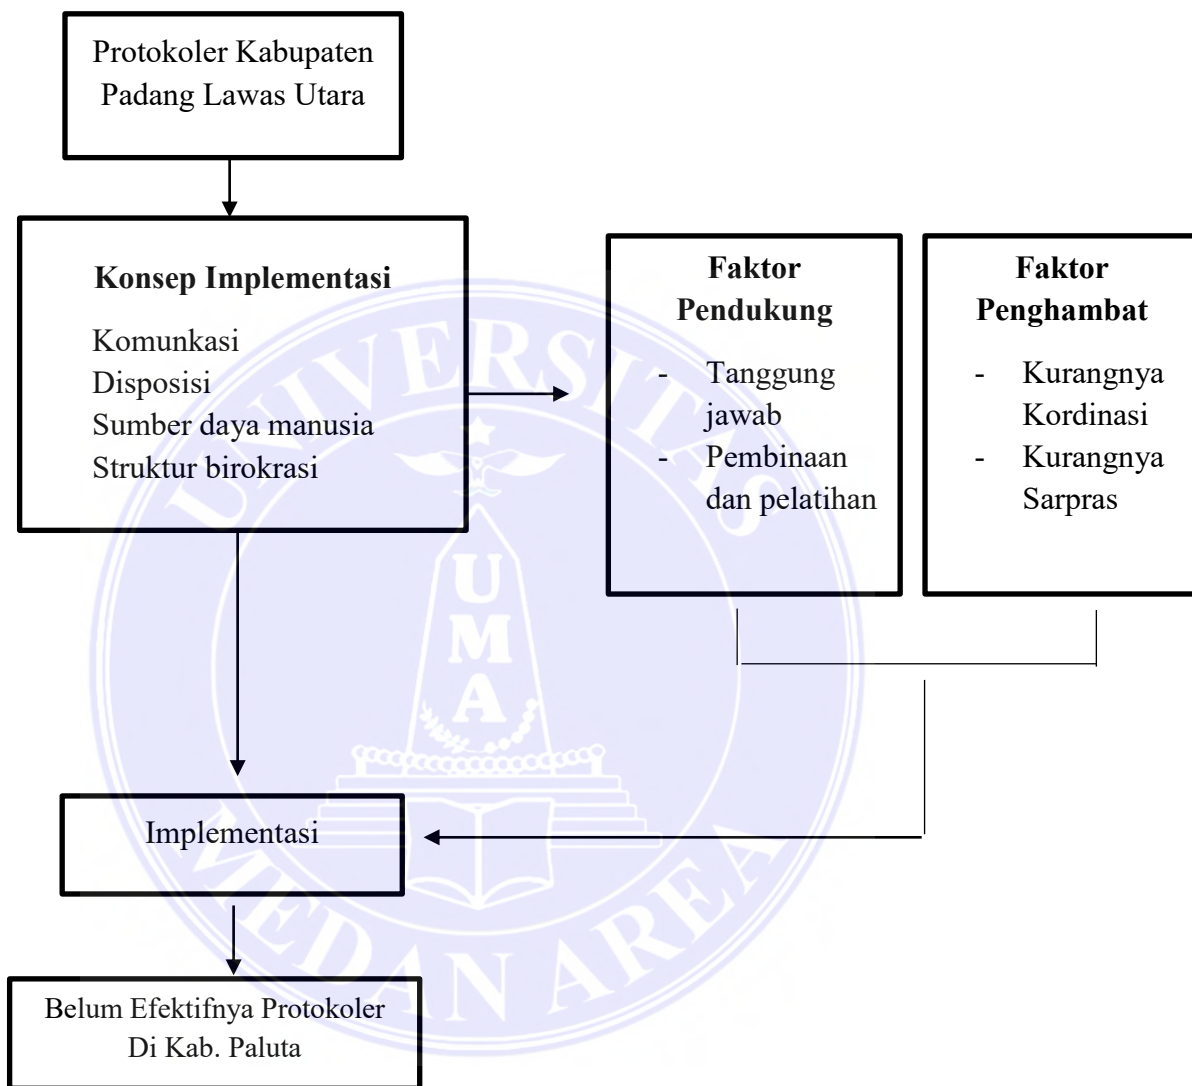 Protokoler Kabupaten
Padang Lawas Utara
Konsep Implementasi
Komunkasi
Disposisi
Sumber daya manusia
Struktur birokrasi
Faktor
Pendukung
- Tanggung
jawab
- Pembinaan
dan pelatihan
Faktor
Penghambat
- Kurangnya
Kordinasi
- Kurangnya
Sarpras
Implementasi
Belum Efektifnya Protokoler
Di Kab. Paluta
UNIVERSITAS
MEDAN AREA
UMA